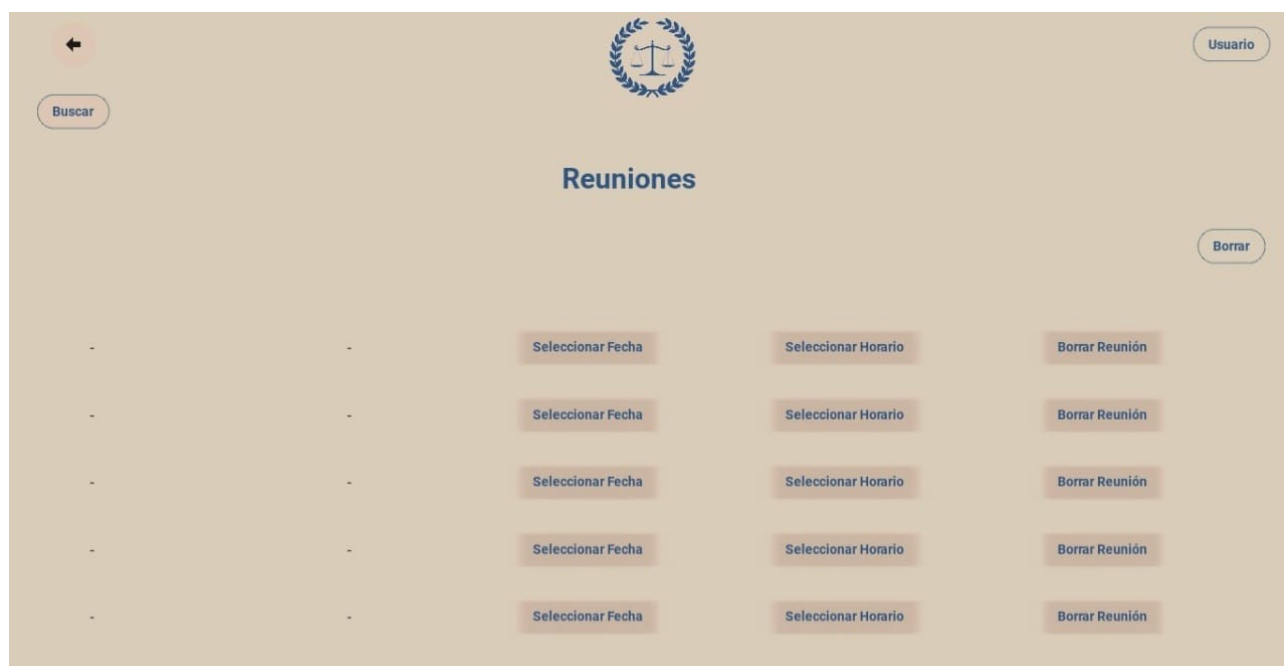 Usuario
Buscar
Reuniones
Borrar
- - Seleccionar Fecha Seleccionar Horario Borrar Reunión
- - Seleccionar Fecha Seleccionar Horario Borrar Reunión
- - Seleccionar Fecha Seleccionar Horario Borrar Reunión
- - Seleccionar Fecha Seleccionar Horario Borrar Reunión
- - Seleccionar Fecha Seleccionar Horario Borrar Reunión